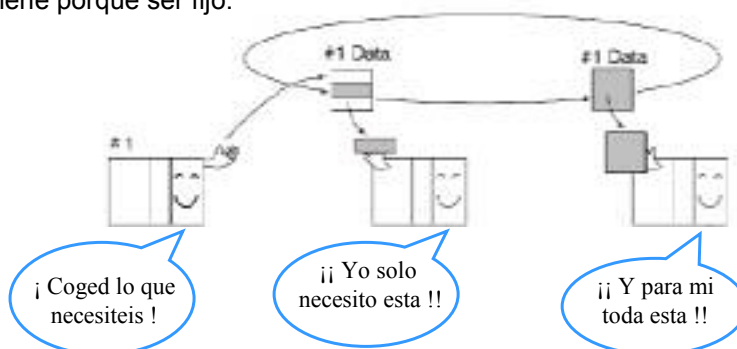 iene porque ser fijo.
#1 Data
#1 Data
#1
¡ Coged lo que
necesiteis !
¡¡ Yo solo
necesito esta !!
¡¡ Y para mi
toda esta !!